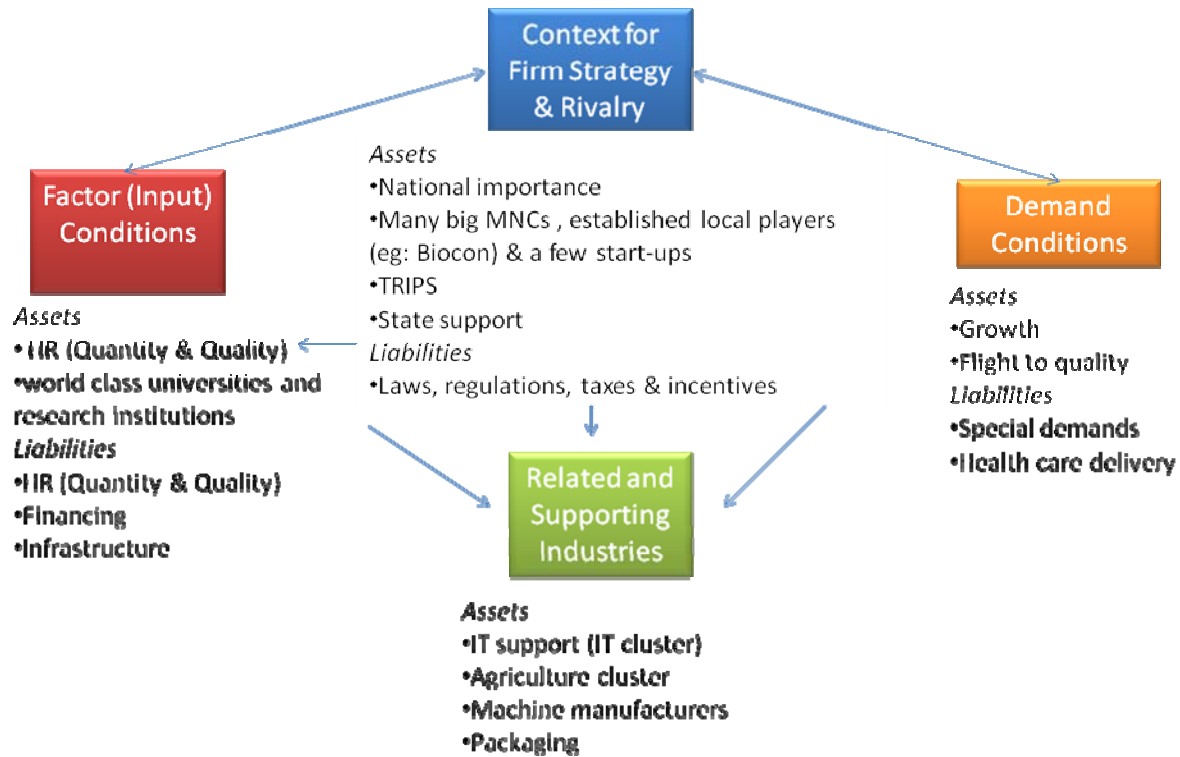 Context for
Firm Strategy
& Rivalry
Assets
•National importance
•Many big MNCs , established local players
(eg: Biocon) & a few start-ups
•TRIPS
•State support
Liabilities
•Laws, regulations, taxes & incentives
Factor (Input)
Conditions
Assets
• HR (Quantity & Quality)
•world class universities and
research institutions
Liabilities
•HR (Quantity & Quality)
•Financing
•Infrastructure
Demand
Conditions
Assets
•Growth
•Flight to quality
Liabilities
•Special demands
•Health care delivery
Related and
Supporting
Industries
Assets
•IT support (IT cluster)
•Agriculture cluster
•Machine manufacturers
•Packaging